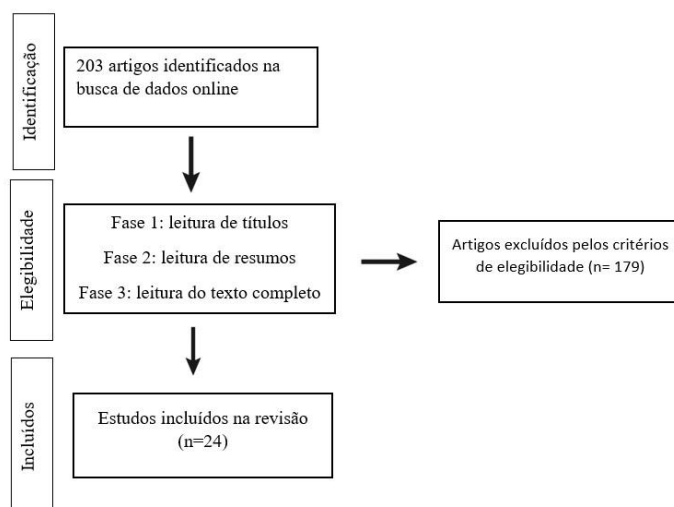 Identificação
203 artigos identificados na
busca de dados online
Elegibilidade
Fase 1: leitura de títulos
Fase 2: leitura de resumos
Fase 3: leitura do texto completo
Artigos excluídos pelos critérios
de elegibilidade (n= 179)
Incluídos
Estudos incluídos na revisão
(n=24)